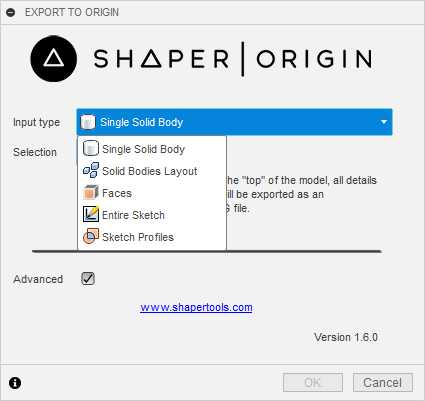 EXPORT TO ORIGIN
SHAPER|ORIGIN
Input type
Single Solid Body
Selection
Single Solid Body
Solid Bodies Layout
Faces
Entire Sketch
Sketch Profiles
he "top" of the model, all details
ill be exported as an
G file.
Advanced
www.shapertools.com
Version 1.6.0
OK
Cancel